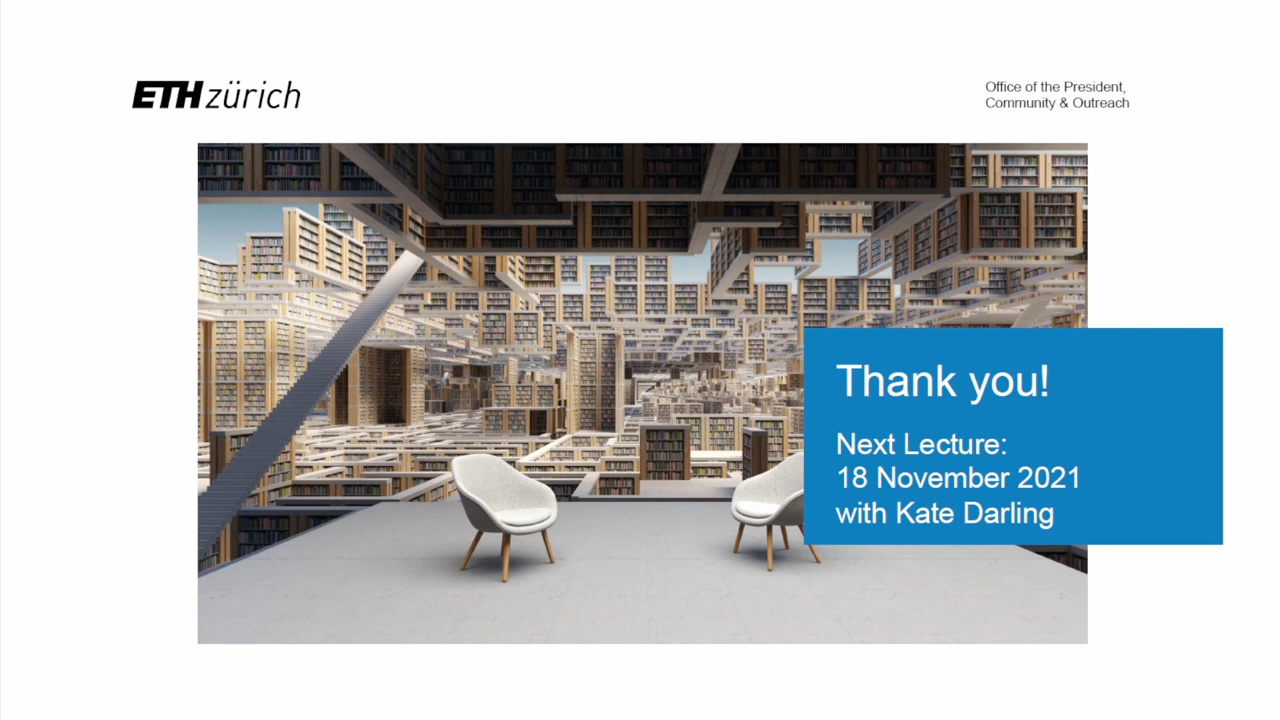 ETH zürich
Office of the President,
Community & Outreach
Thank you!
Next Lecture:
18 November 2021
with Kate Darling